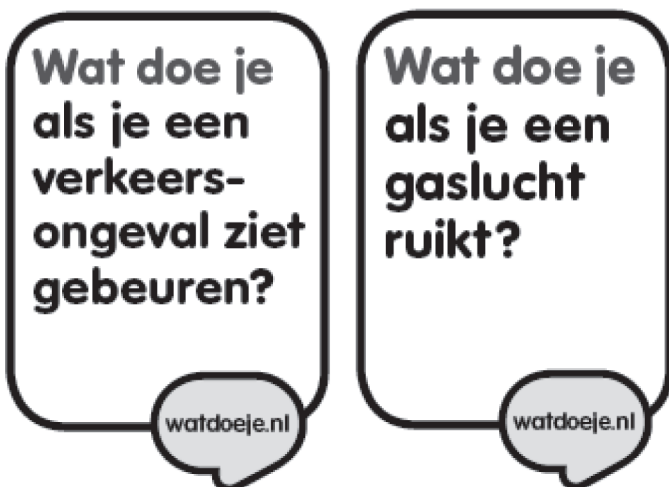 Wat doe je
als je een
verkeers-
ongeval ziet
gebeuren?
watdoeje.nl
Wat doe je
als je een
gaslucht
ruikt?
watdoeje.nl